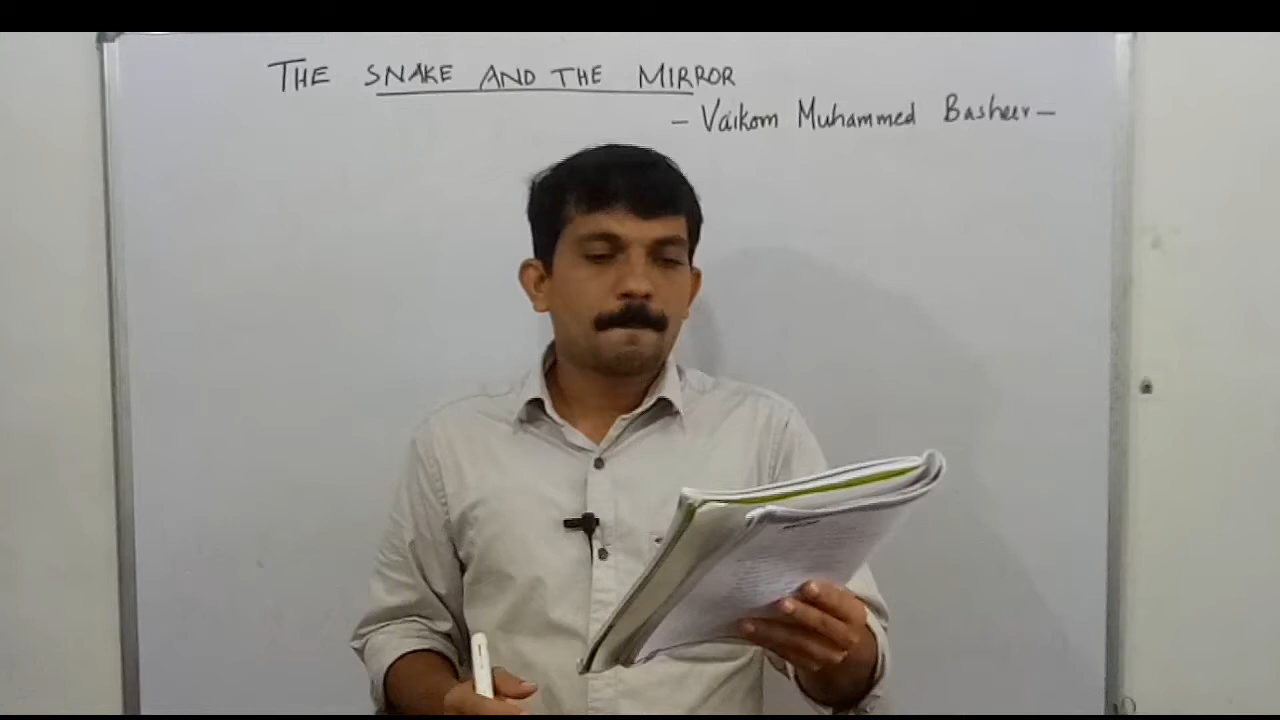 THE SNAKE AND THE MIRROR
- Vaikom Muhammed Basheer -